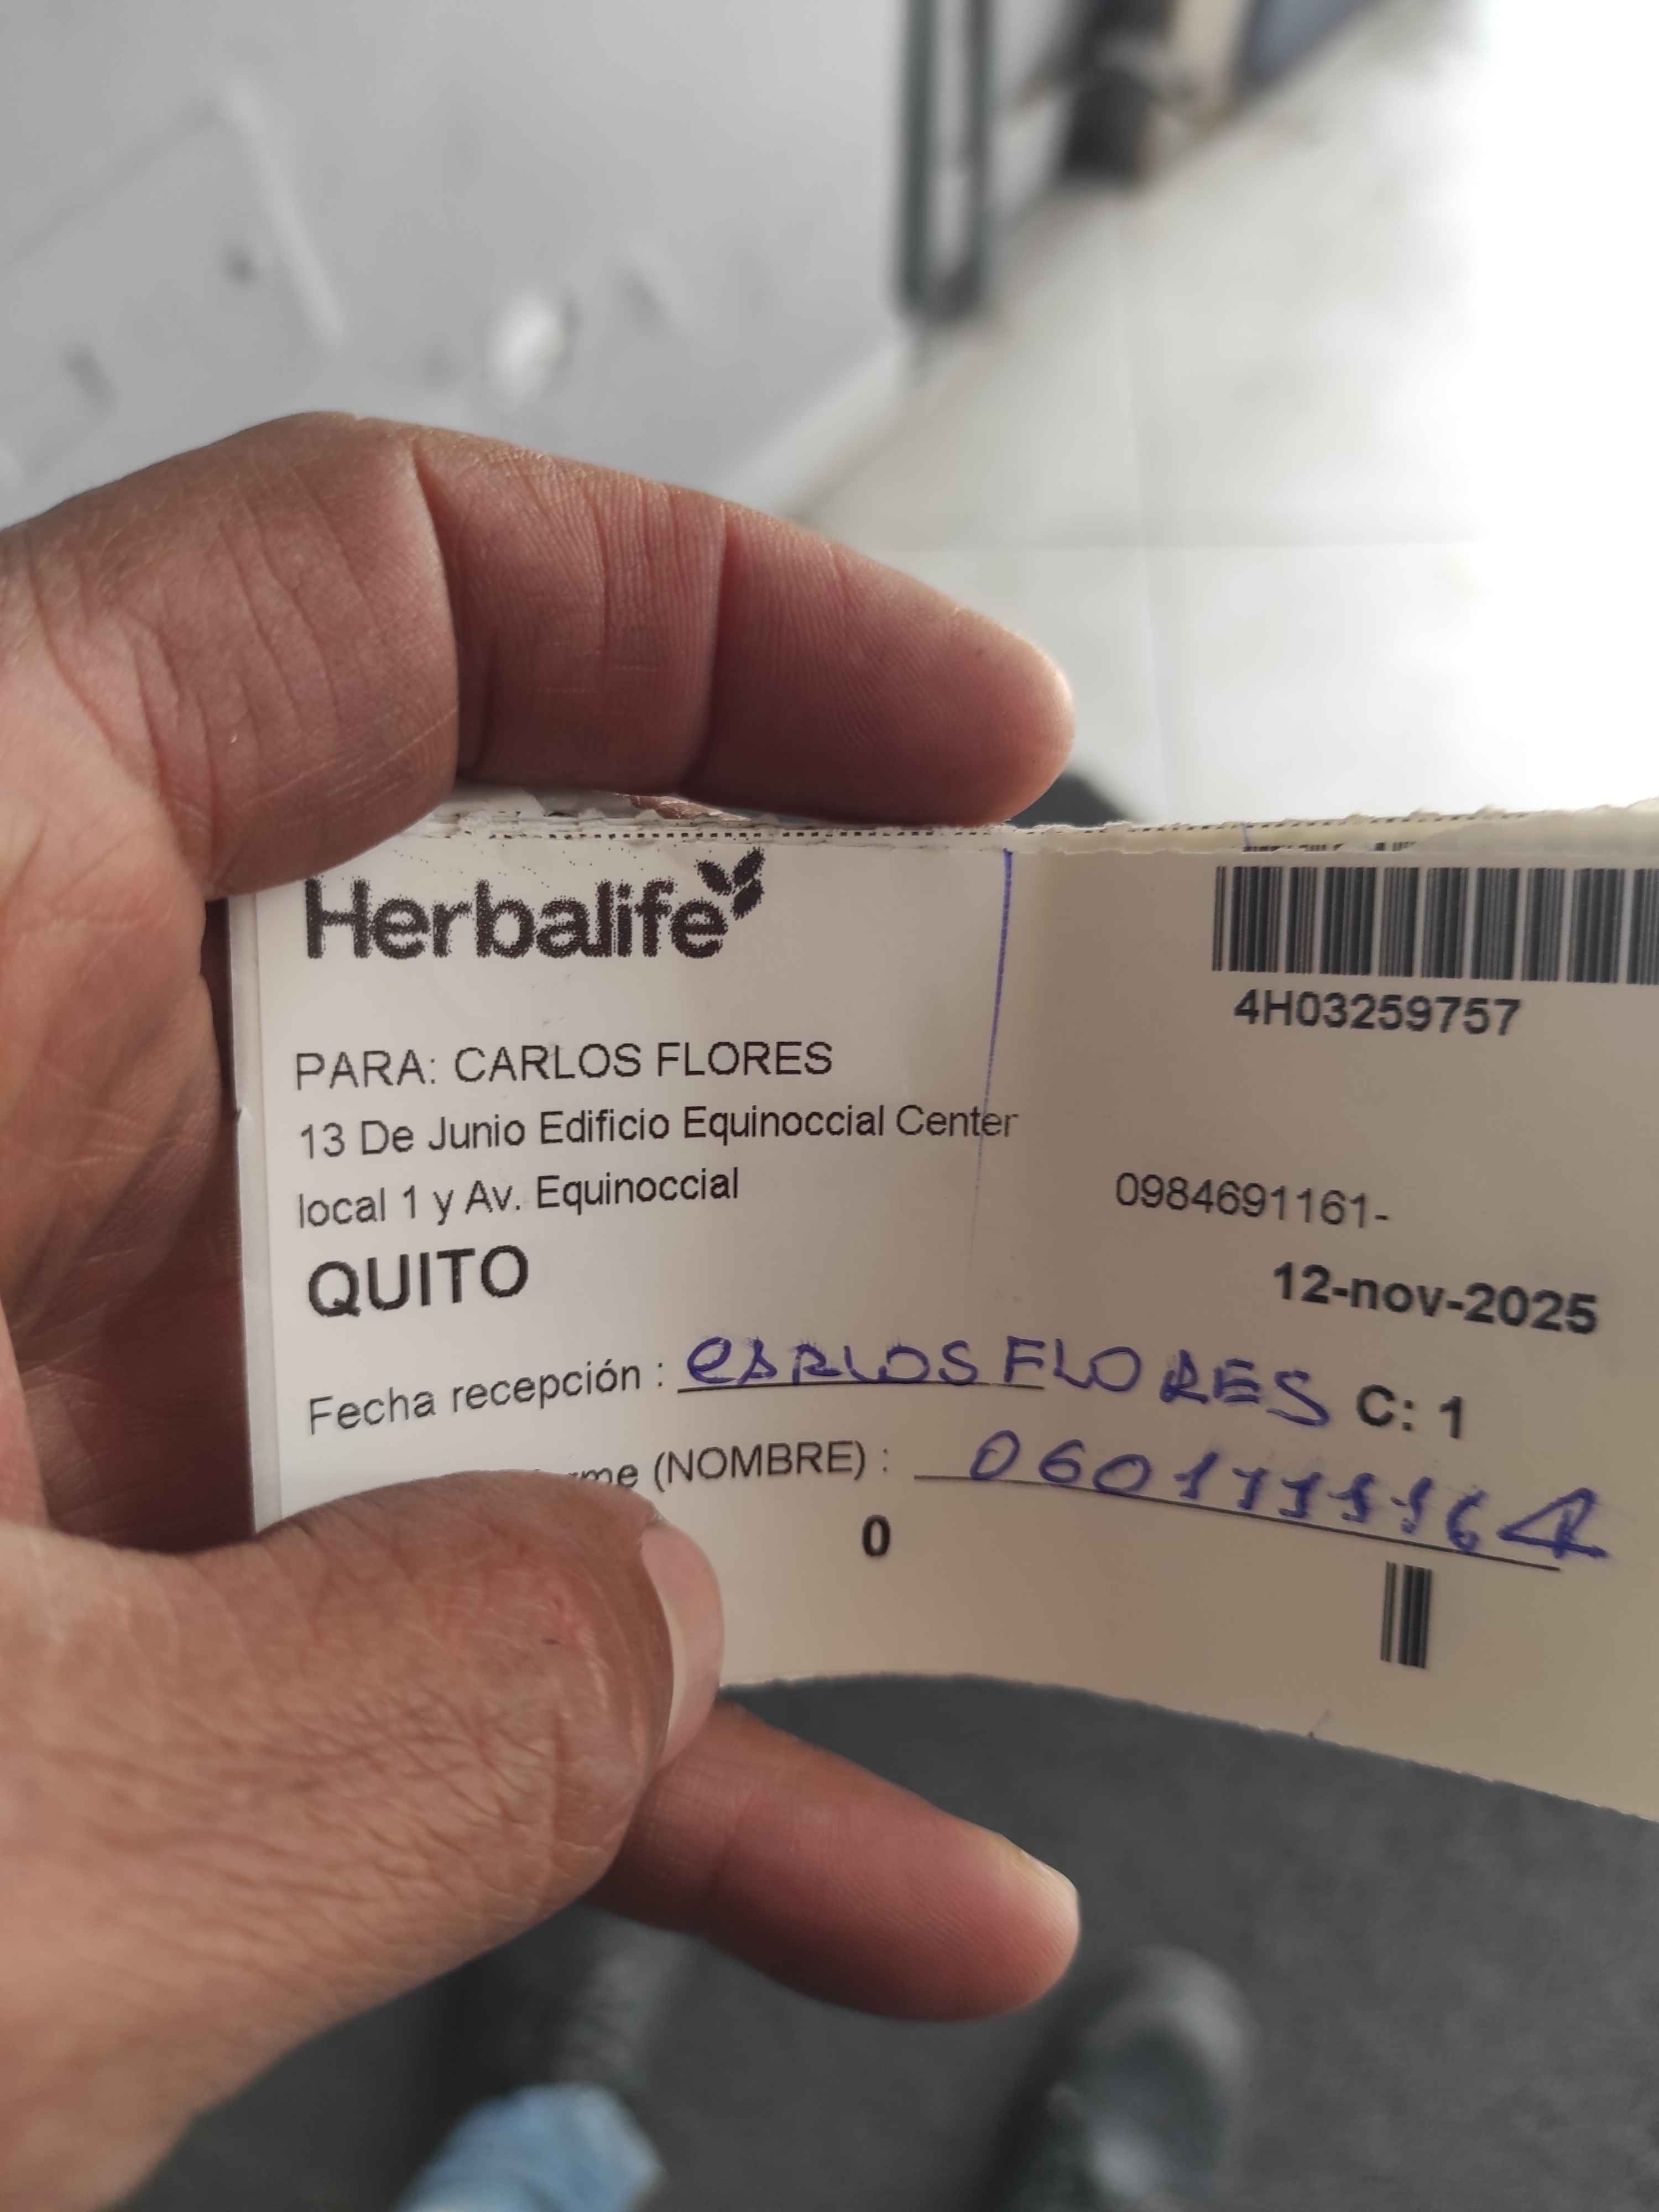 Herbalife
4H03259757
PARA: CARLOS FLORES
13 De Junio Edificio Equinoccial Center
local 1 y Av. Equinoccial
0984691161-
QUITO
12-nov-2025
Fecha recepción : CARLOS FLORES C: 1
(NOMBRE) :
0